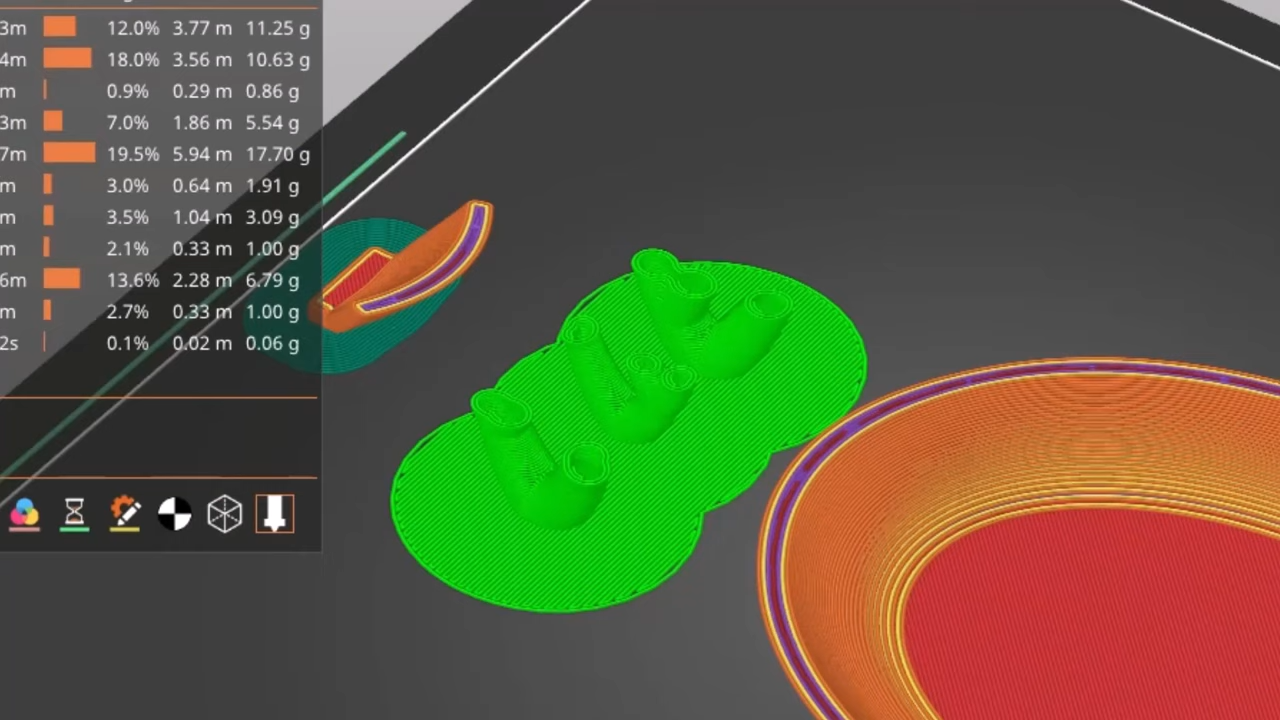 3m 12.0% 3.77 m 11.25 g
4m 18.0% 3.56 m 10.63 g
m 0.9% 0.29 m 0.86 g
3m 7.0% 1.86 m 5.54 g
7m 19.5% 5.94 m 17.70 g
m 3.0% 0.64 m 1.91 g
m 3.5% 1.04 m 3.09 g
m 2.1% 0.33 m 1.00 g
6m 13.6% 2.28 m 6.79 g
m 2.7% 0.33 m 1.00 g
2s 0.1% 0.02 m 0.06 g